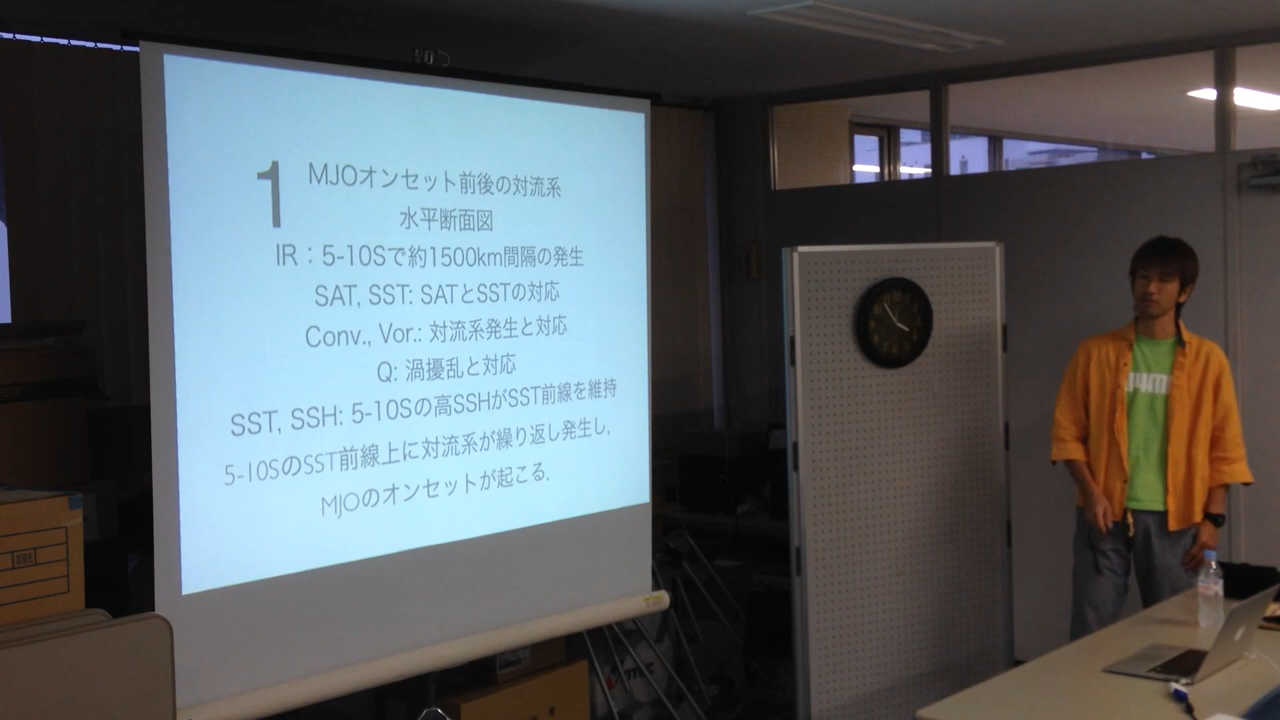 1
MJOオンセット前後の対流系
水平断面図
IR：5-10Sで約1500km間隔の発生
SAT, SST: SATとSSTの対応
Conv., Vor.: 対流系発生と対応
Q: 渦擾乱と対応
SST, SSH: 5-10Sの高SSHがSST前線を維持
5-10SのSST前線上に対流系が繰り返し発生し,
MJOのオンセットが起こる.